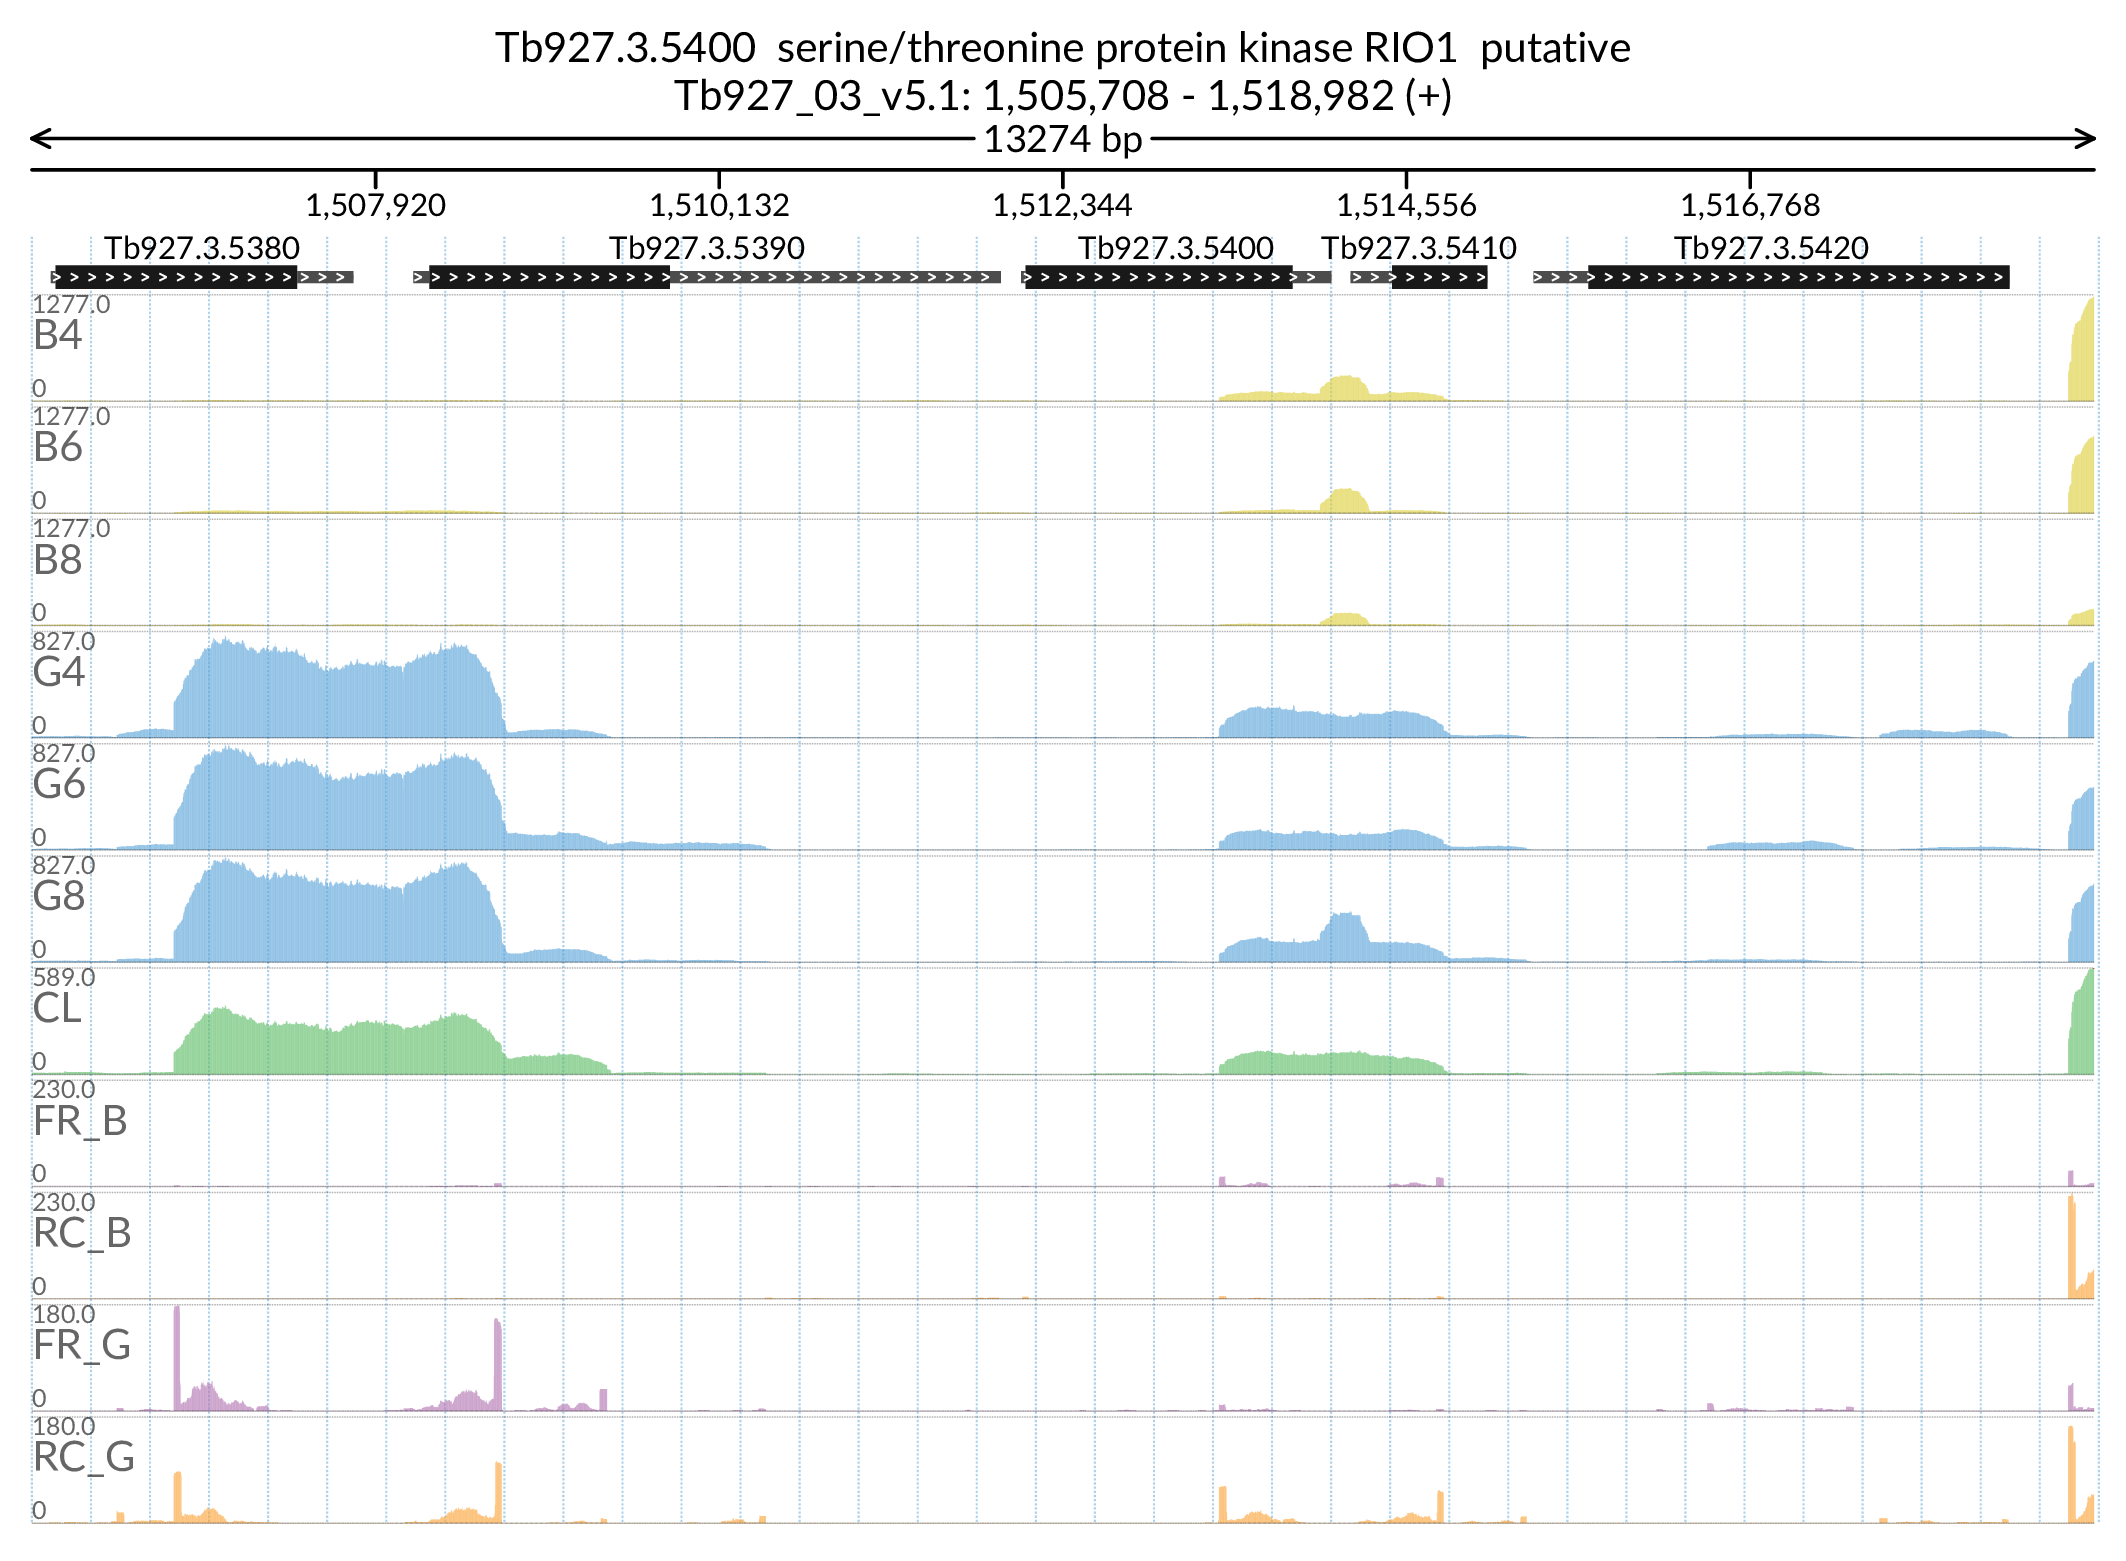 Tb927.3.5400 serine/threonine protein kinase RIO1 putative
Tb927_03_v5.1: 1,505,708 - 1,518,982 (+)
13274 bp
1,507,920 1,510,132 1,512,344 1,514,556 1,516,768
Tb927.3.5380 Tb927.3.5390 Tb927.3.5400 Tb927.3.5410 Tb927.3.5420
1277.0
B4
0
1277.0
B6
0
1277.0
B8
0
827.0
G4
0
827.0
G6
0
827.0
G8
0
589.0
CL
0
230.0
FR_B
0
230.0
RC_B
0
180.0
FR_G
0
180.0
RC_G
0